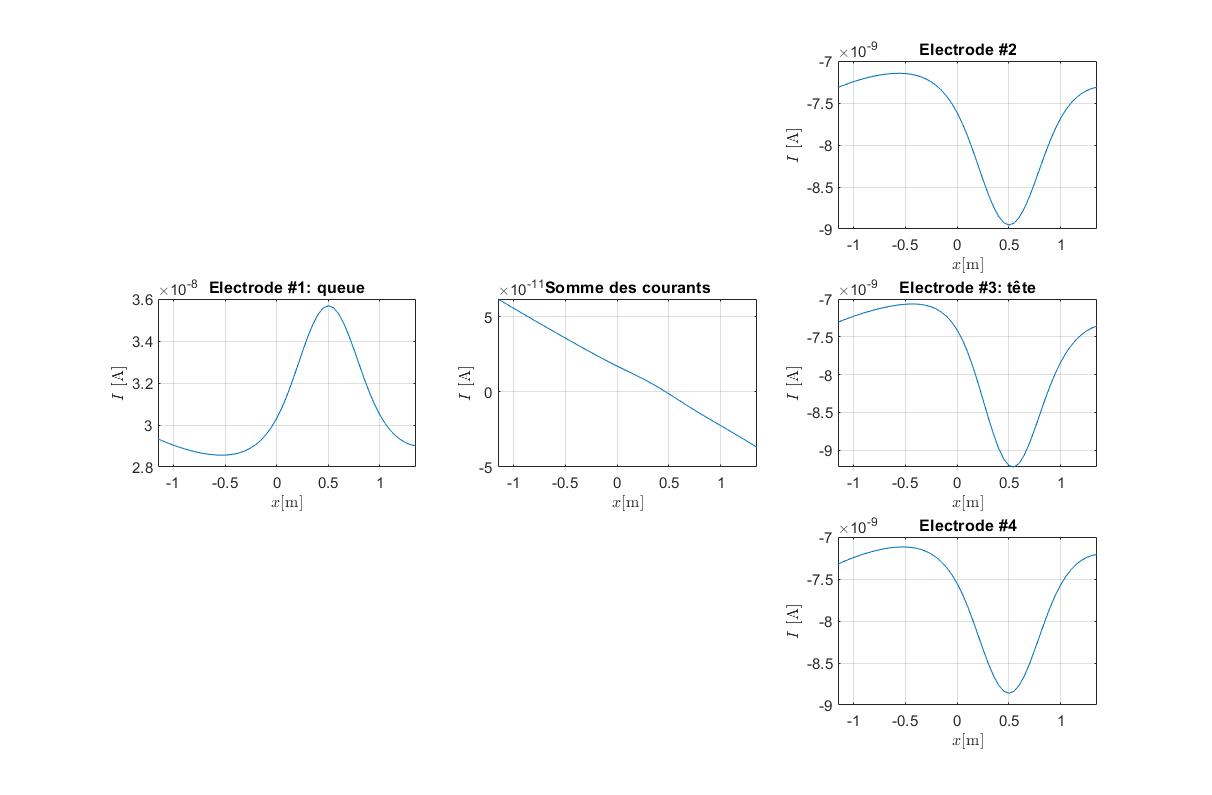 ×10-9 Electrode #2
-7
-7.5
-8
-8.5
-9
I [A]
-1 -0.5 0 0.5 1
x[m]
×10-8 Electrode #1: queue
3.6
3.4
3.2
3
2.8
I [A]
-1 -0.5 0 0.5 1
x[m]
×10-11 Somme des courants
5
0
-5
I [A]
-1 -0.5 0 0.5 1
x[m]
×10-9 Electrode #3: tête
-7
-7.5
-8
-8.5
-9
I [A]
-1 -0.5 0 0.5 1
x[m]
×10-9 Electrode #4
-7
-7.5
-8
-8.5
-9
I [A]
-1 -0.5 0 0.5 1
x[m]